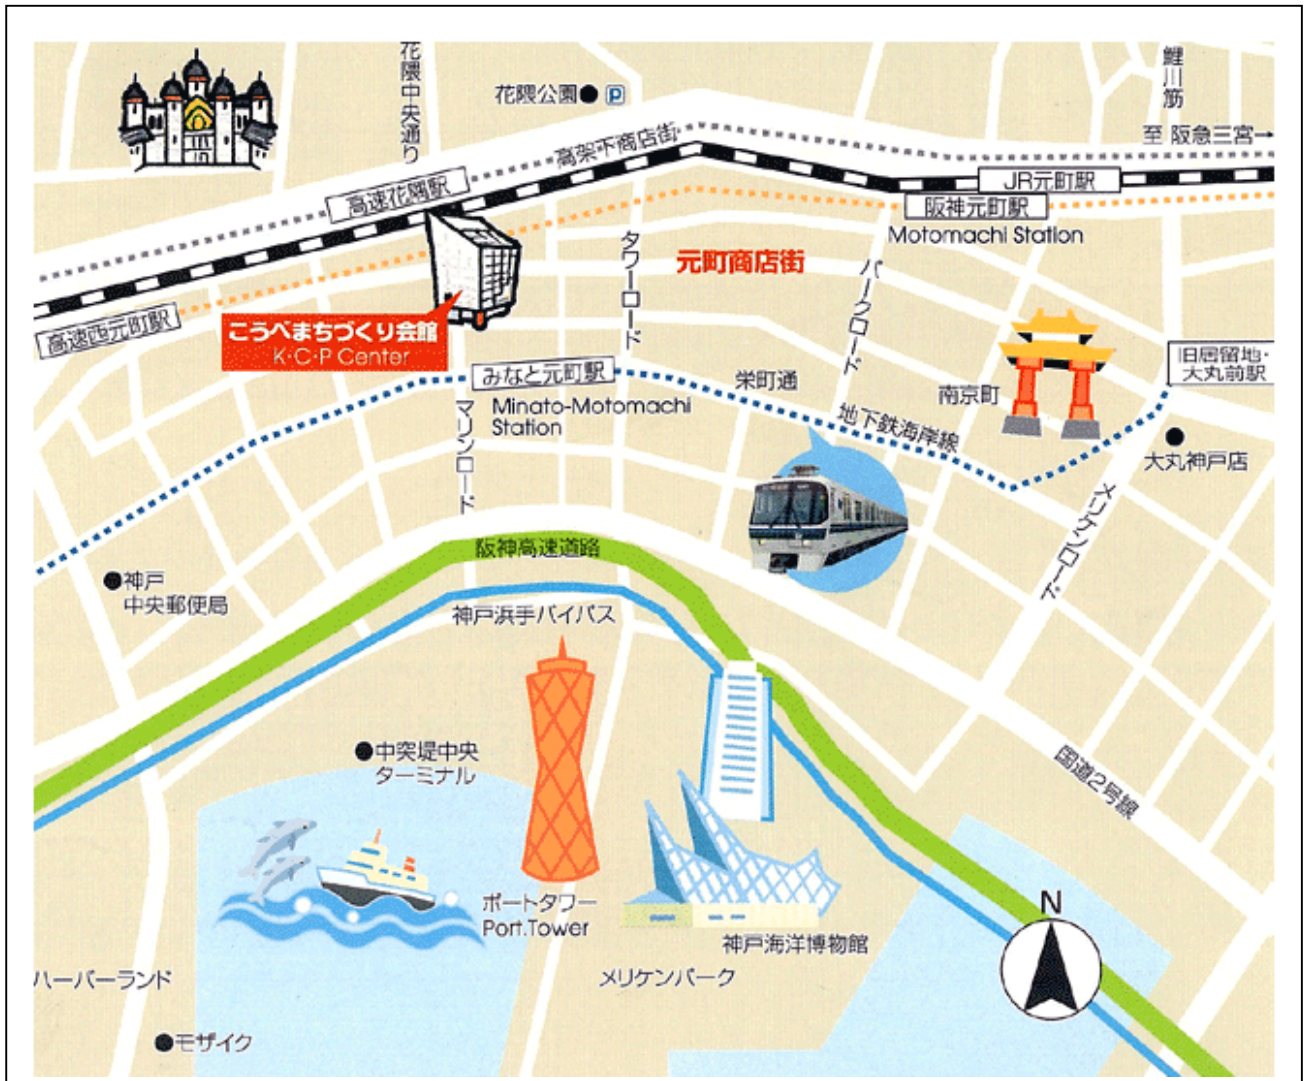 花隈中央通り
花隈公園
P
鯉川筋
至 阪急三宮→
高架下商店街
高速花隈駅
JR元町駅
阪神元町駅
Motomachi Station
タワーロード
元町商店街
パークロード
高速西元町駅
こうべまちづくり会館
K・C・P Center
みなと元町駅
Minato-Motomachi
Station
マリンロード
栄町通
地下鉄海岸線
南京町
旧居留地・
大丸前駅
大丸神戸店
メリケンロード
阪神高速道路
神戸
中央郵便局
神戸浜手バイパス
中突堤中央
ターミナル
国道2号線
ポートタワー
Port.Tower
神戸海洋博物館
N
ハーバーランド
メリケンパーク
モザイク